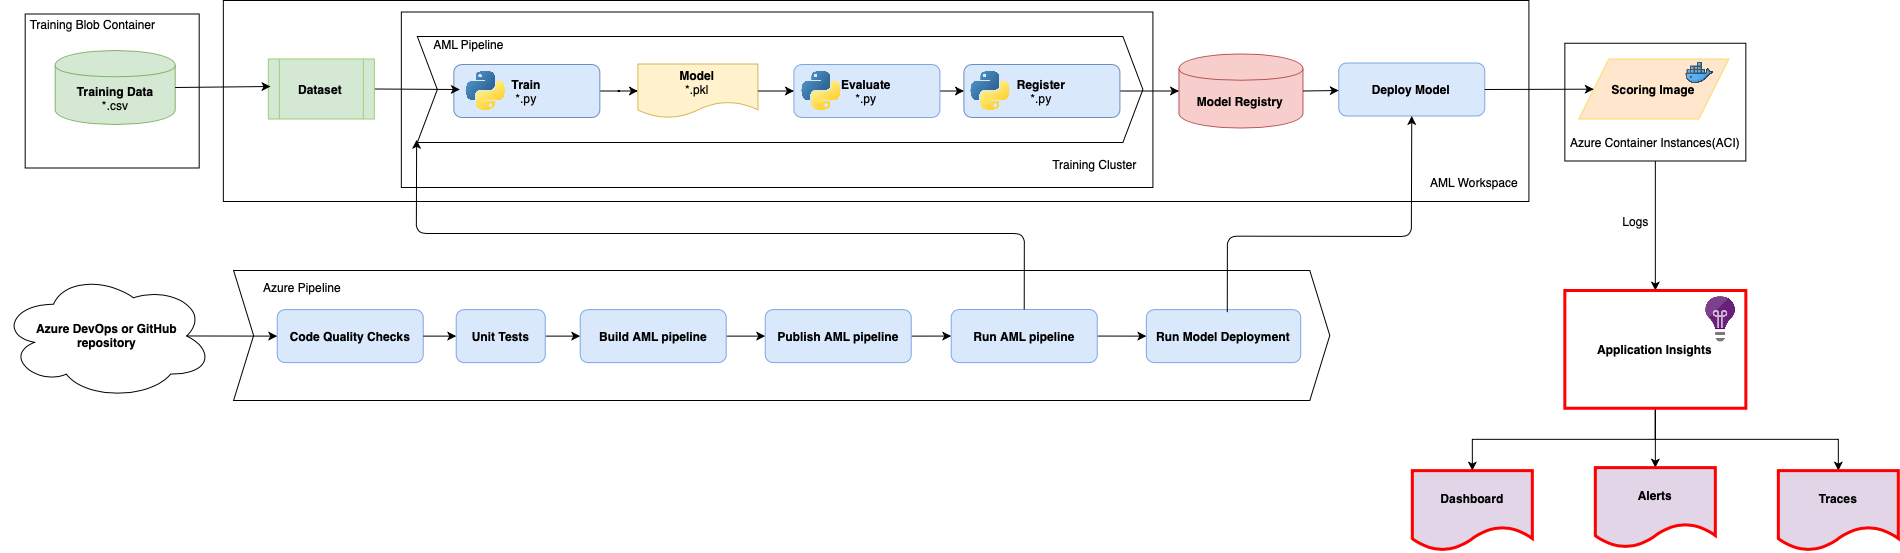 Training Blob Container
Training Data
*.csv
Dataset
AML Pipeline
Train
*.py
Model
*.pkl
Evaluate
*.py
Register
*.py
Training Cluster
Model Registry
Deploy Model
AML Workspace
Scoring Image
Azure Container Instances(ACI)
Logs
Azure DevOps or GitHub
repository
Azure Pipeline
Code Quality Checks
Unit Tests
Build AML pipeline
Publish AML pipeline
Run AML pipeline
Run Model Deployment
Application Insights
Dashboard
Alerts
Traces